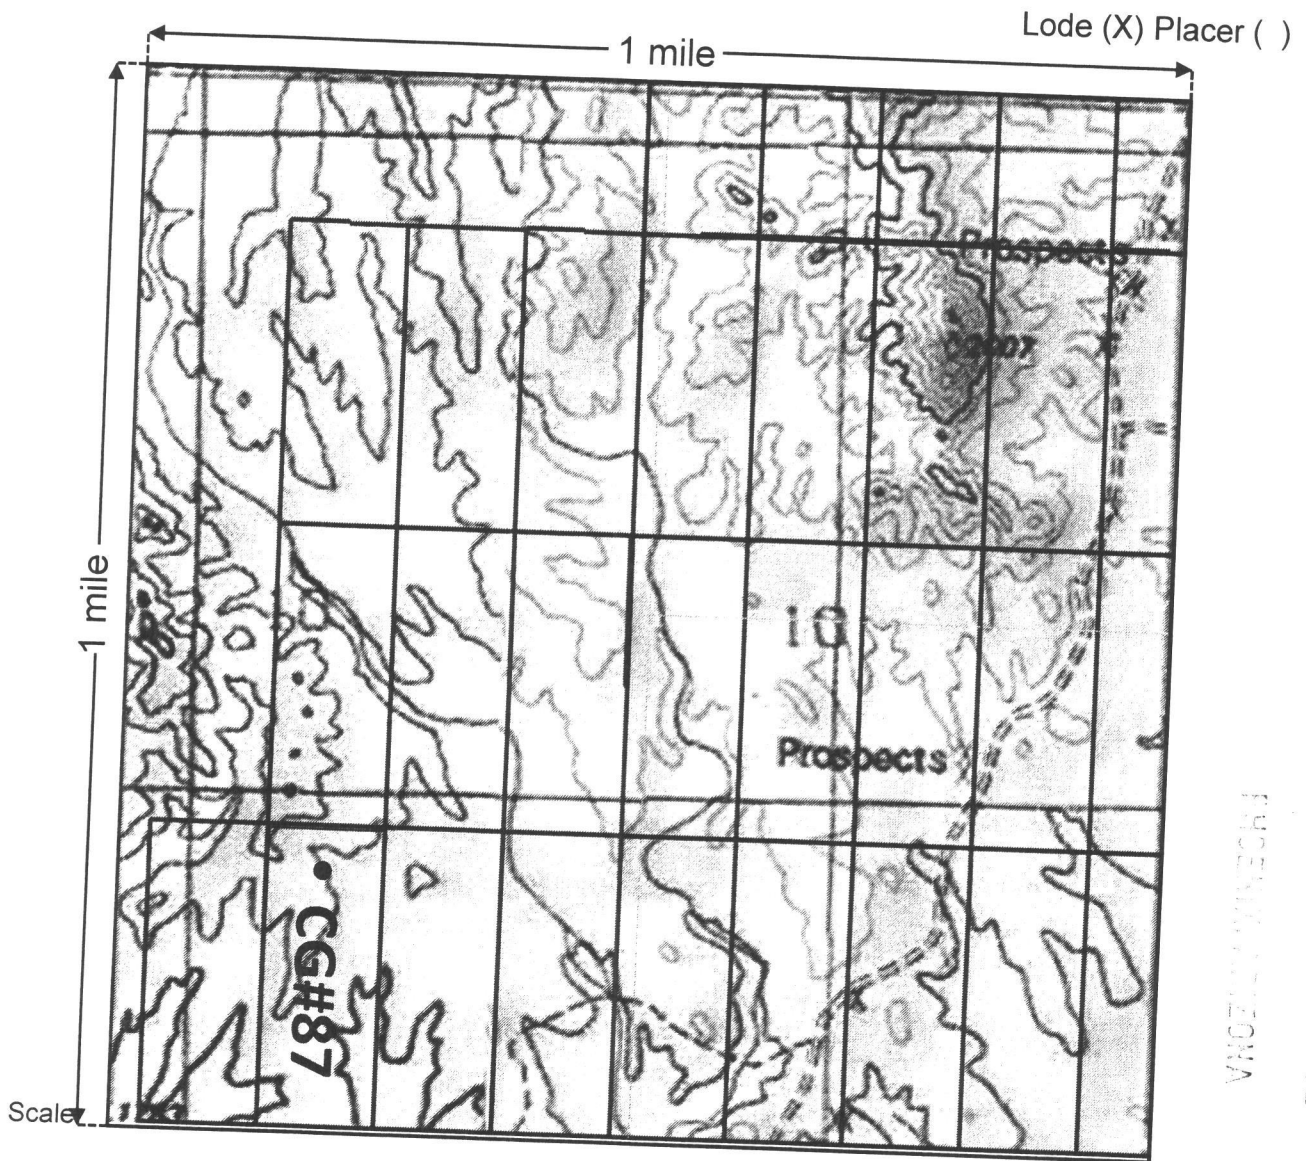 Lode (X) Placer ( )
1 mile
Prospects
1 mile
10
Prospects
CG#87
Scale